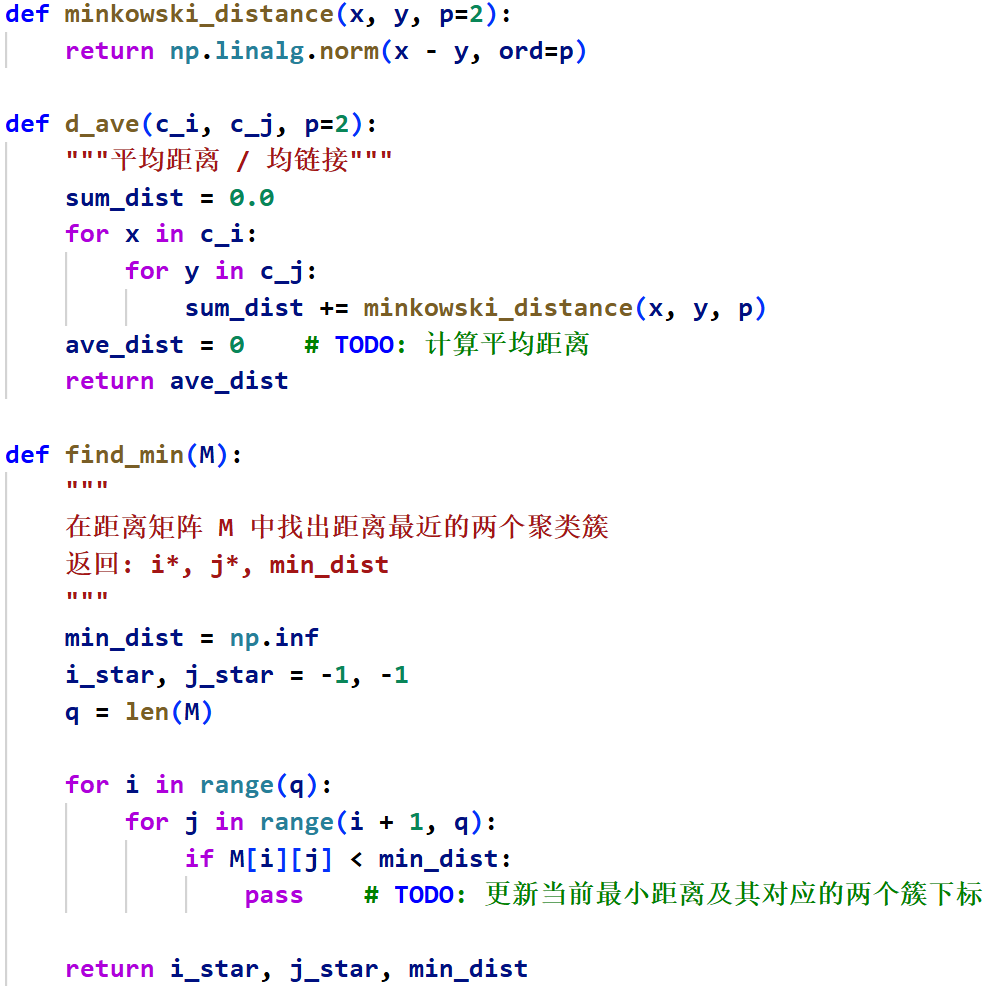 def minkowski_distance(x, y, p=2):
    return np.linalg.norm(x - y, ord=p)

def d_ave(c_i, c_j, p=2):
    """平均距离 / 均链接"""
    sum_dist = 0.0
    for x in c_i:
        for y in c_j:
            sum_dist += minkowski_distance(x, y, p)
    ave_dist = 0    # TODO: 计算平均距离
    return ave_dist

def find_min(M):
    """
    在距离矩阵 M 中找出距离最近的两个聚类簇
    返回: i*, j*, min_dist
    """
    min_dist = np.inf
    i_star, j_star = -1, -1
    q = len(M)

    for i in range(q):
        for j in range(i + 1, q):
            if M[i][j] < min_dist:
                pass    # TODO: 更新当前最小距离及其对应的两个簇下标

    return i_star, j_star, min_dist